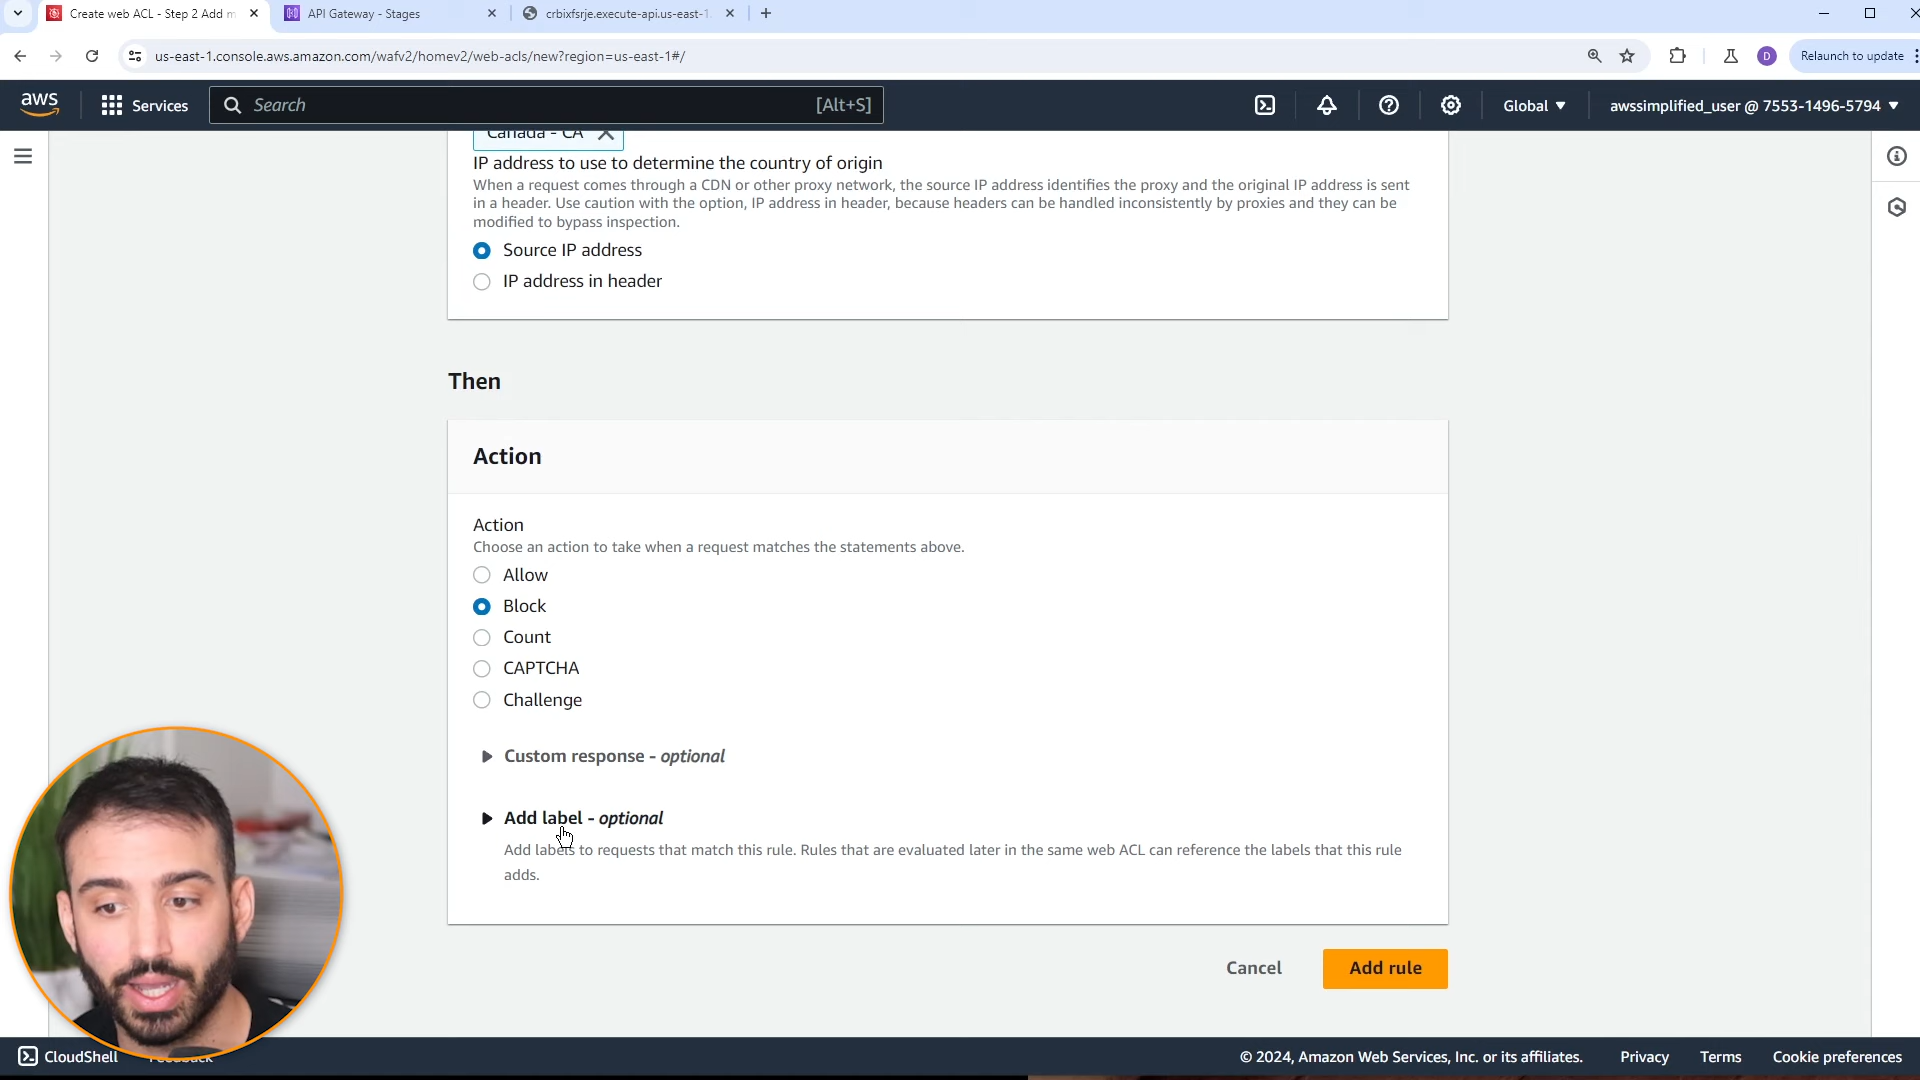 Create web ACL - Step 2 Add m
API Gateway - Stages
crbixfsrje.execute-api.us-east-1
us-east-1.console.aws.amazon.com/wafv2/homev2/web-acls/new?region=us-east-1#/
Relaunch to update
D
aws
Services
Search
[Alt+S]
Global
awssimplified_user @ 7553-1496-5794
Canada - CA
IP address to use to determine the country of origin
When a request comes through a CDN or other proxy network, the source IP address identifies the proxy and the original IP address is sent
in a header. Use caution with the option, IP address in header, because headers can be handled inconsistently by proxies and they can be
modified to bypass inspection.
Source IP address
IP address in header
Then
Action
Action
Choose an action to take when a request matches the statements above.
Allow
Block
Count
CAPTCHA
Challenge
Custom response - optional
Add label - optional
Add labels to requests that match this rule. Rules that are evaluated later in the same web ACL can reference the labels that this rule
adds.
Cancel
Add rule
CloudShell
Feedback
© 2024, Amazon Web Services, Inc. or its affiliates.
Privacy
Terms
Cookie preferences